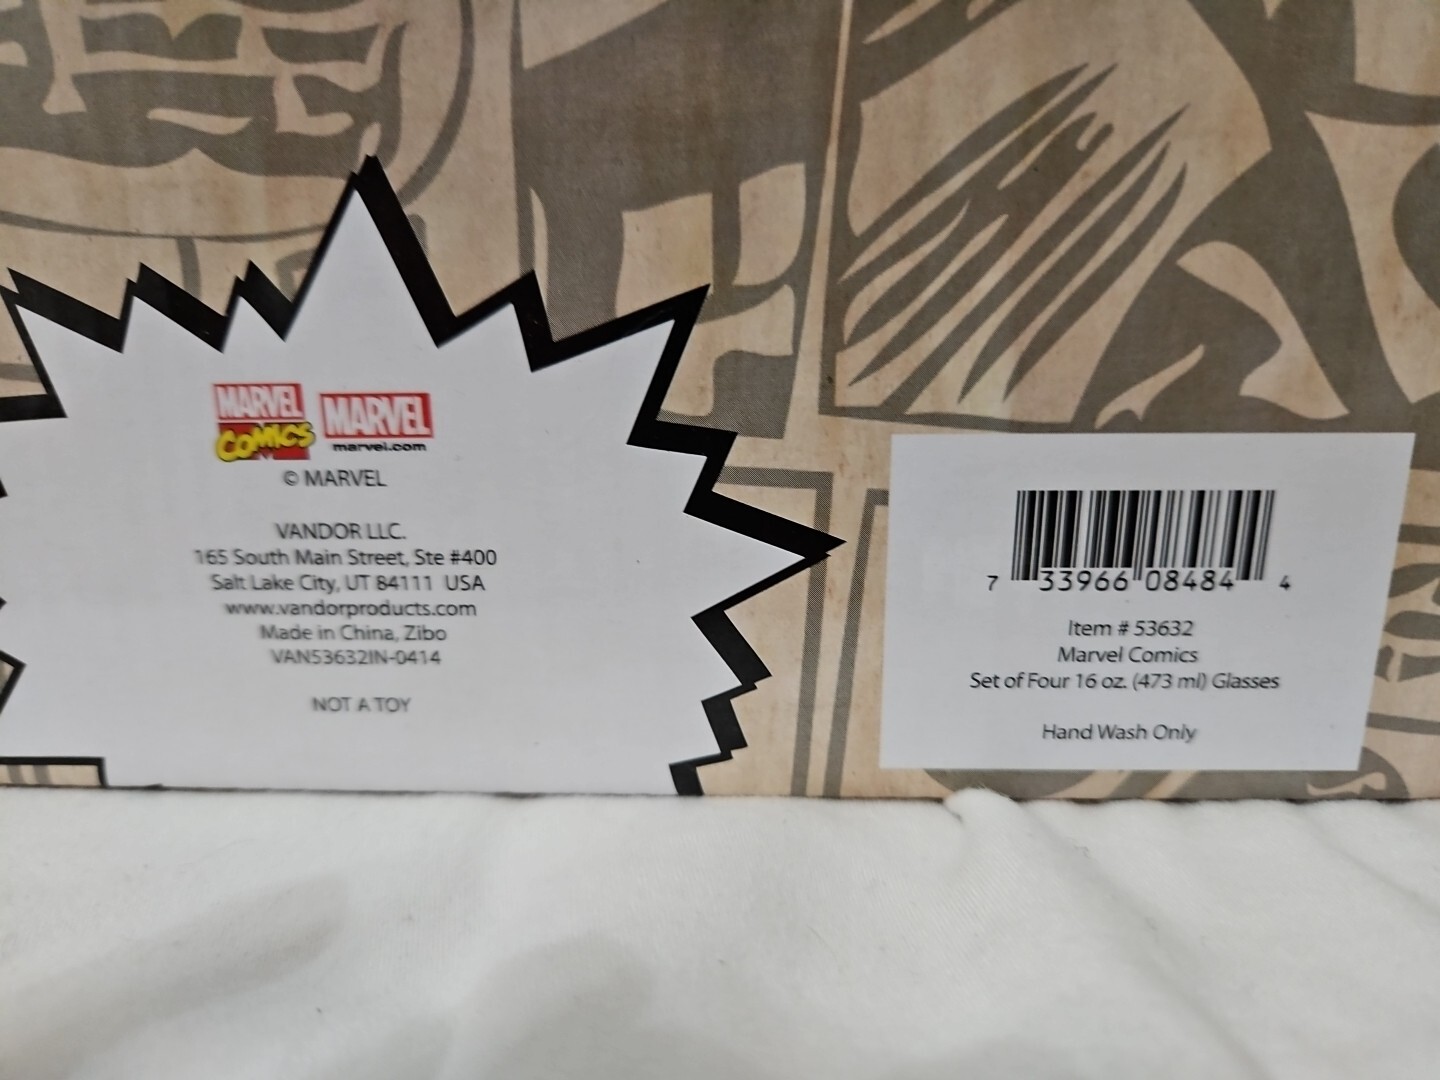 MARVEL
COMICS
MARVEL
marvel.com
© MARVEL
VANDOR LLC.
165 South Main Street, Ste #400
Salt Lake City, UT 84111 USA
www.vandorproducts.com
Made in China, Zibo
VAN53632IN-0414
NOT A TOY
7 33966 08484 4
Item # 53632
Marvel Comics
Set of Four 16 oz. (473 ml) Glasses
Hand Wash Only